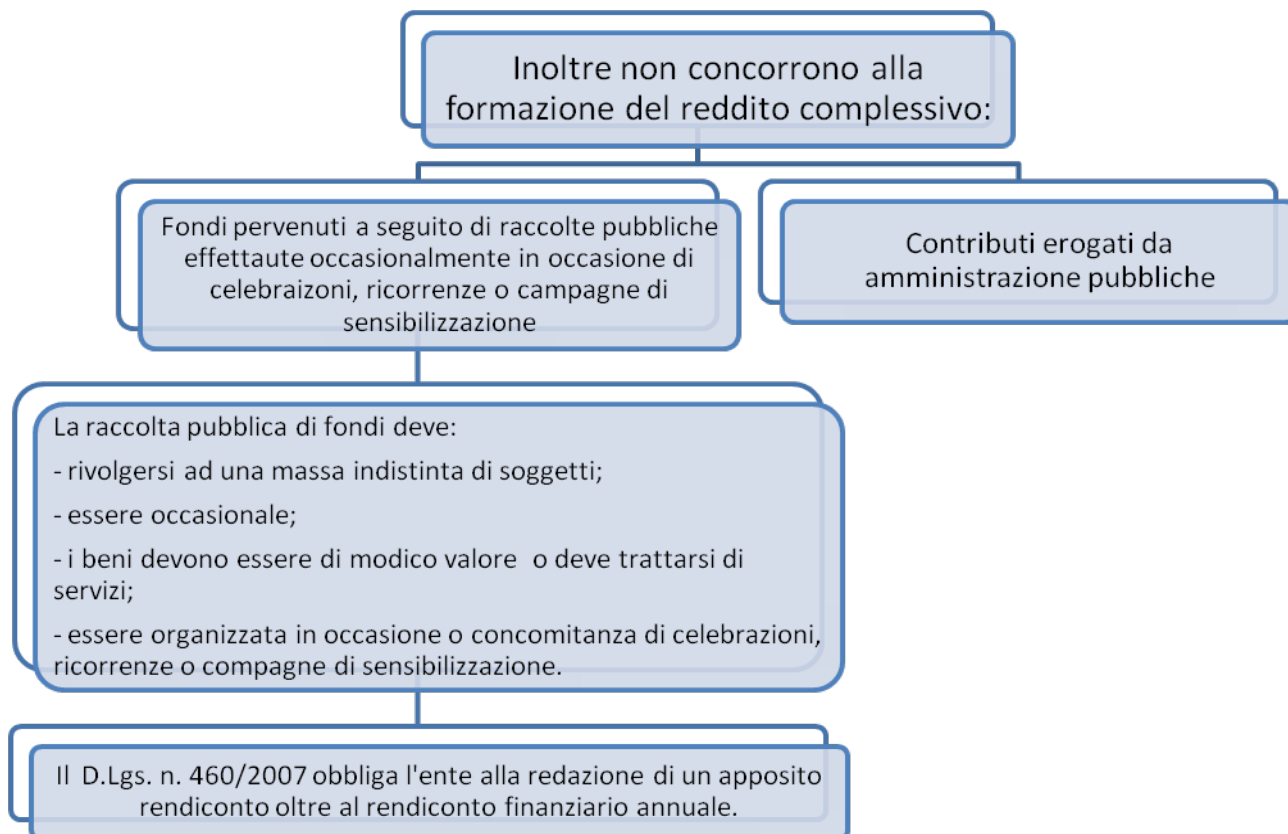 Inoltre non concorrono alla
formazione del reddito complessivo:
Fondi pervenuti a seguito di raccolte pubbliche
effettaute occasionalmente in occasione di
celebraizoni, ricorrenze o campagne di
sensibilizzazione
Contributi erogati da
amministrazione pubbliche
La raccolta pubblica di fondi deve:
- rivolgersi ad una massa indistinta di soggetti;
- essere occasionale;
- i beni devono essere di modico valore o deve trattarsi di
servizi;
- essere organizzata in occasione o concomitanza di celebrazioni,
ricorrenze o compagne di sensibilizzazione.
Il D.Lgs. n. 460/2007 obbliga l'ente alla redazione di un apposito
rendiconto oltre al rendiconto finanziario annuale.